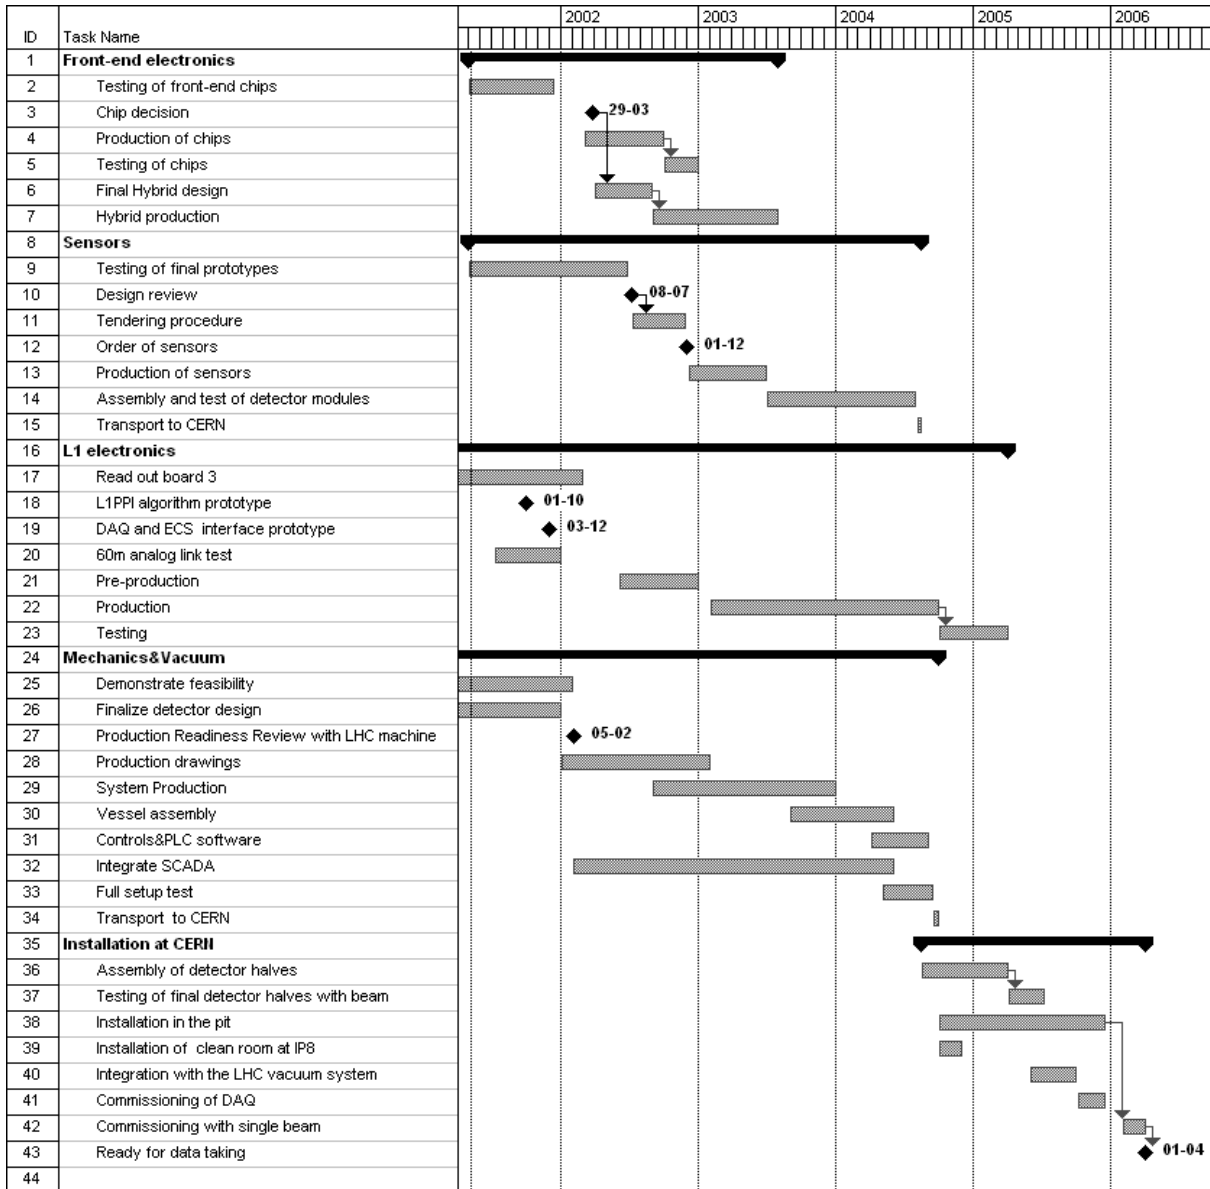 2002 2003 2004 2005 2006
ID Task Name
1 Front-end electronics
2 Testing of front-end chips
3 Chip decision 29-03
4 Production of chips
5 Testing of chips
6 Final Hybrid design
7 Hybrid production
8 Sensors
9 Testing of final prototypes
10 Design review 08-07
11 Tendering procedure
12 Order of sensors 01-12
13 Production of sensors
14 Assembly and test of detector modules
15 Transport to CERN
16 L1 electronics
17 Read out board 3
18 L1PPI algorithm prototype 01-10
19 DAQ and ECS interface prototype 03-12
20 60m analog link test
21 Pre-production
22 Production
23 Testing
24 Mechanics&Vacuum
25 Demonstrate feasibility
26 Finalize detector design
27 Production Readiness Review with LHC machine 05-02
28 Production drawings
29 System Production
30 Vessel assembly
31 Controls&PLC software
32 Integrate SCADA
33 Full setup test
34 Transport to CERN
35 Installation at CERN
36 Assembly of detector halves
37 Testing of final detector halves with beam
38 Installation in the pit
39 Installation of clean room at IP8
40 Integration with the LHC vacuum system
41 Commissioning of DAQ
42 Commissioning with single beam
43 Ready for data taking 01-04
44